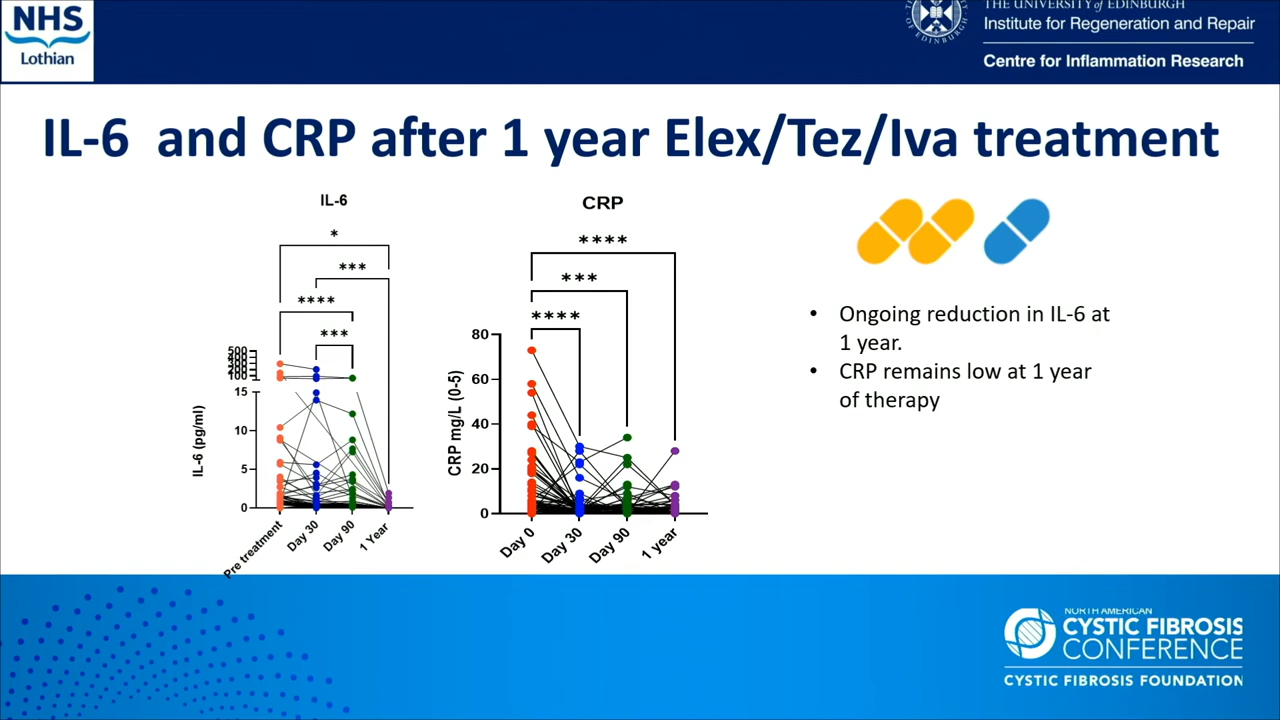 NHS
Lothian
THE UNIVERSITY of EDINBURGH
Institute for Regeneration and Repair
Centre for Inflammation Research
IL-6 and CRP after 1 year Elex/Tez/Iva treatment
IL-6
*
***
****
***
500
400
300
200
100
15
10
5
0
IL-6 (pg/ml)
Pre treatment
Day 30
Day 90
1 Year
CRP
****
***
****
80
60
40
20
0
CRP mg/L (0-5)
Day 0
Day 30
Day 90
1 year
• Ongoing reduction in IL-6 at
1 year.
• CRP remains low at 1 year
of therapy
NORTH AMERICAN
CYSTIC FIBROSIS
CONFERENCE
CYSTIC FIBROSIS FOUNDATION